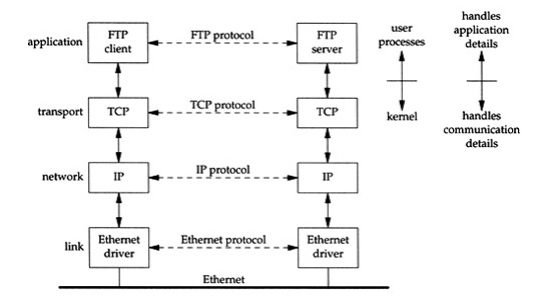 handles
application
details
user
processes
application
FTP
client
FTP protocol
FTP
server
transport
TCP
TCP protocol
TCP
kernel
handles
communication
details
network
IP
IP protocol
IP
link
Ethernet
driver
Ethernet protocol
Ethernet
driver
Ethernet